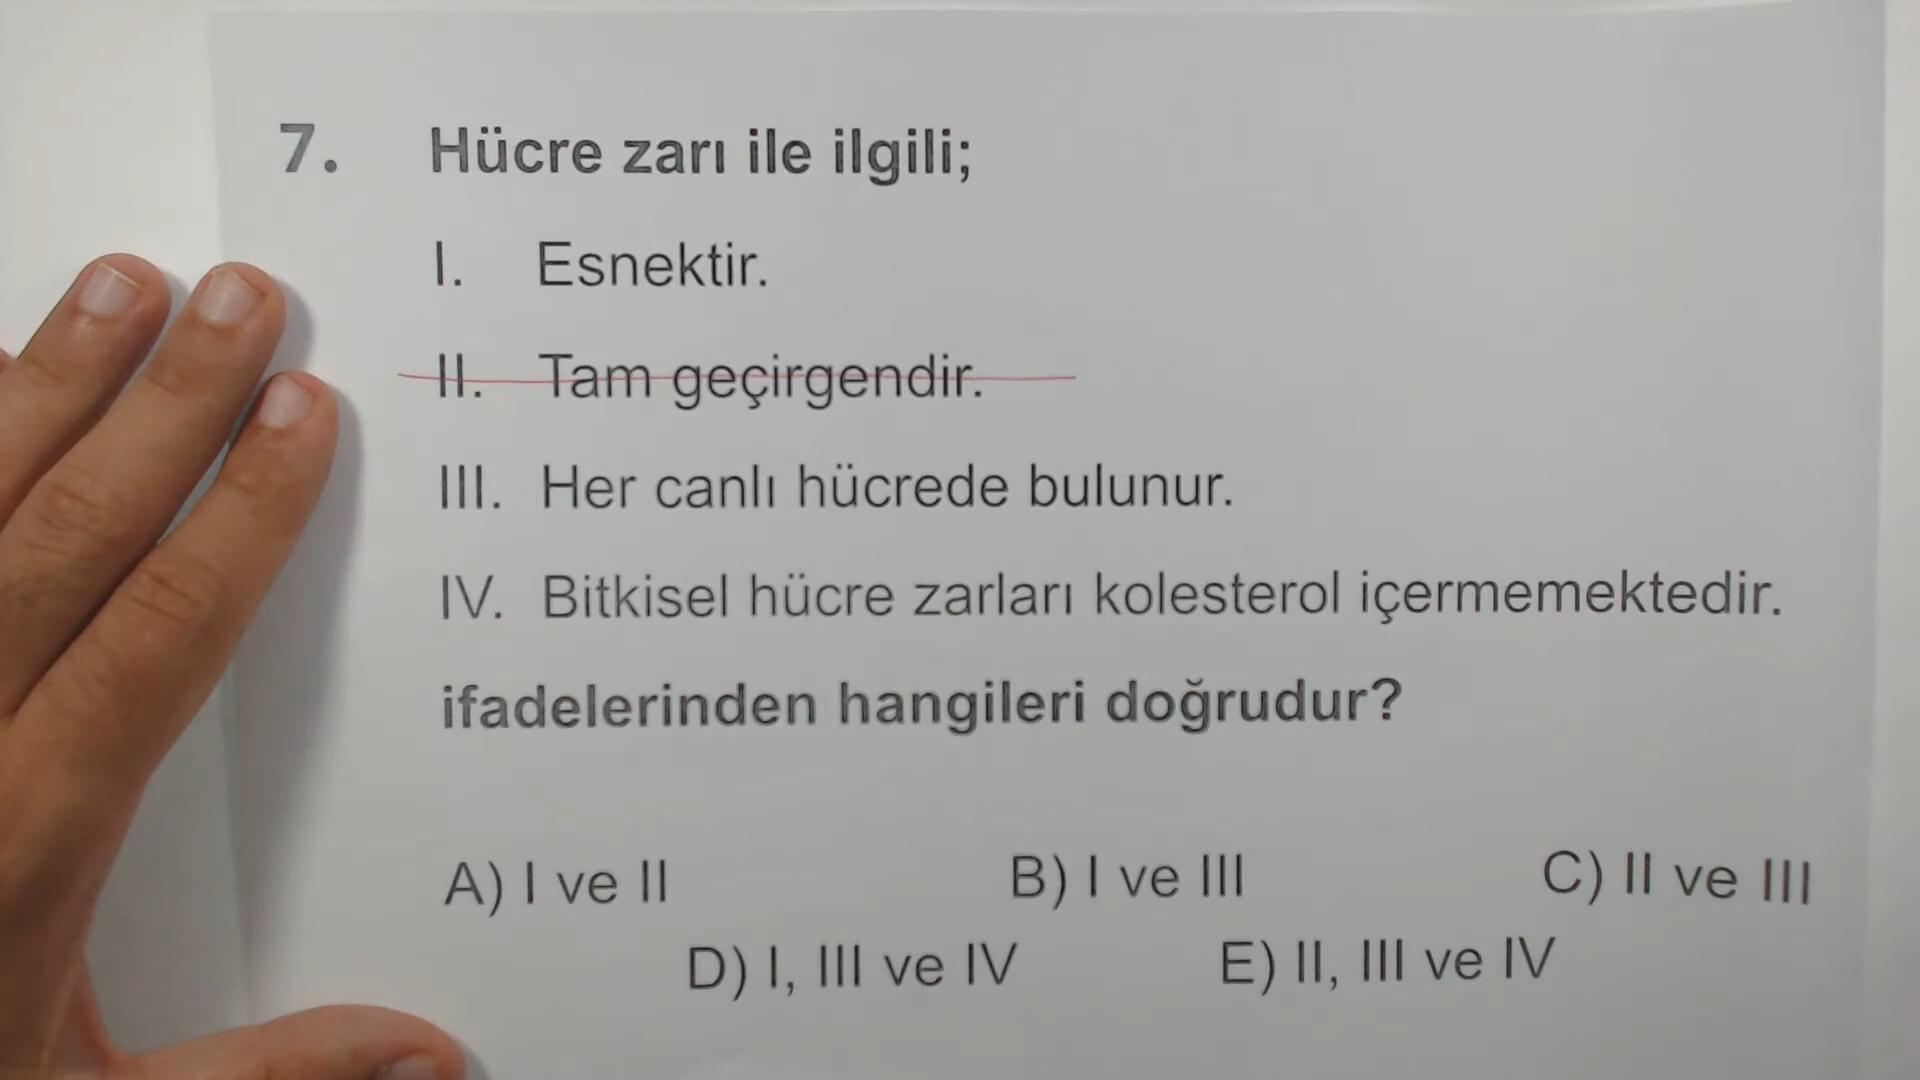 7. Hücre zarı ile ilgili;
I. Esnektir.
II. Tam geçirgendir.
III. Her canlı hücrede bulunur.
IV. Bitkisel hücre zarları kolesterol içermemektedir.
ifadelerinden hangileri doğrudur?
A) I ve II B) I ve III C) II ve III
D) I, III ve IV E) II, III ve IV